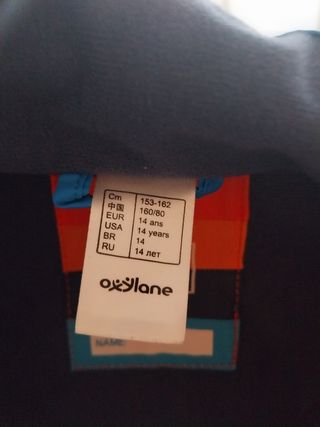 Cm 153-162
中国 160/80
EUR 14 ans
USA 14 years
BR 14
RU 14 лет
oxylane
NAME